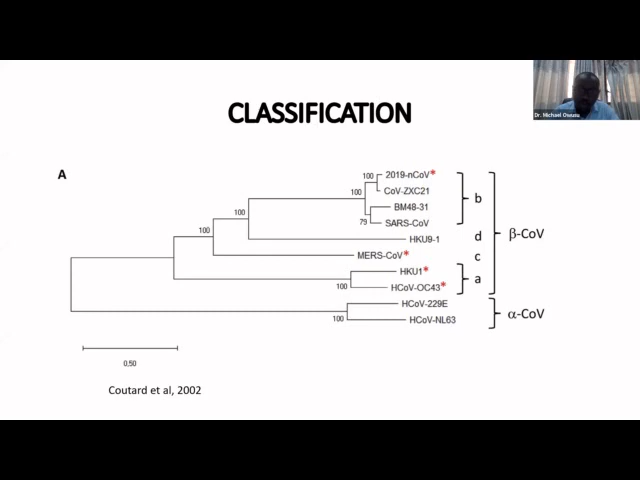 CLASSIFICATION
Dr. Michael Owusu
A
100
2019-nCoV*
CoV-ZXC21
100
BM48-31
b
79
SARS-CoV
100
HKU9-1
d
β-CoV
100
MERS-CoV*
c
HKU1*
a
100
HCoV-OC43*
HCoV-229E
α-CoV
100
HCoV-NL63
0.50
Coutard et al, 2002